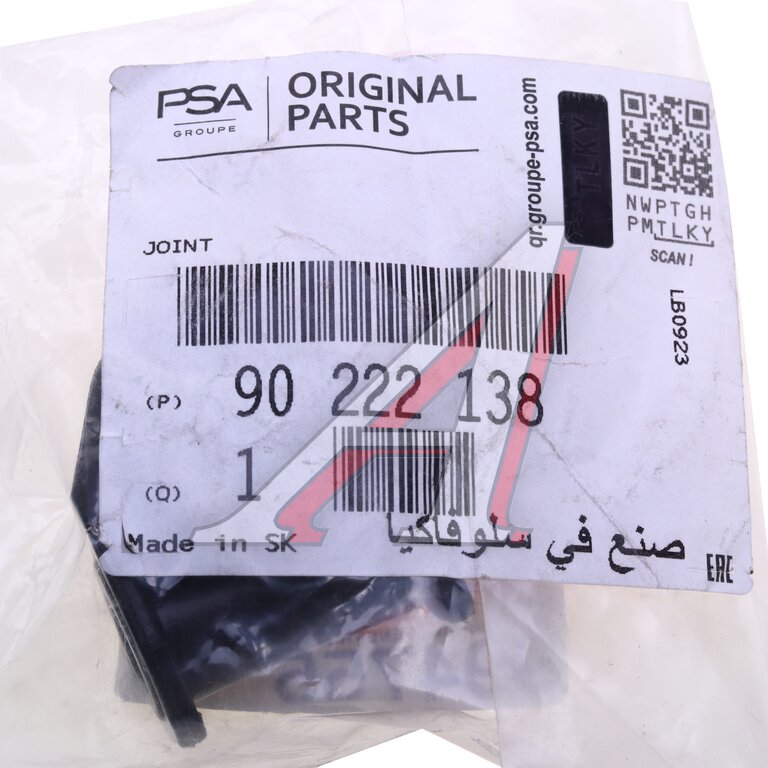 PSA
GROUPE
ORIGINAL
PARTS
qr.groupe-psa.com
TLKY
NWPTGH
PMTLKY
SCAN!
LB0923
JOINT
(P) 90 222 138
(Q) 1
Made in SK
صنع في سلوفاكيا
EAC